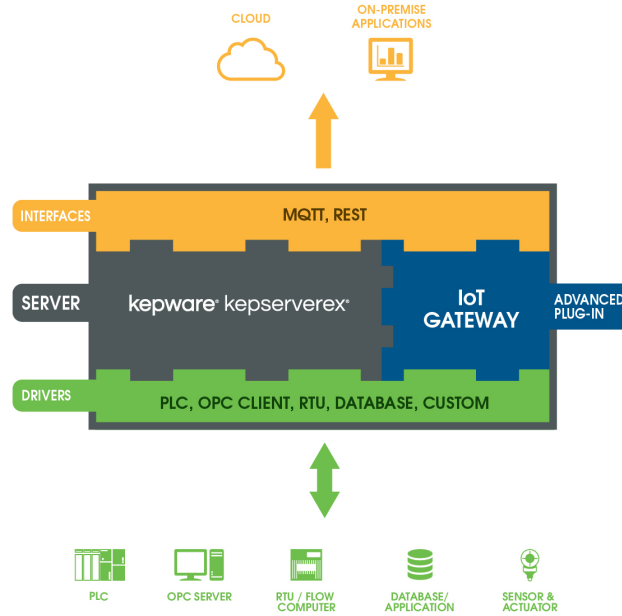 CLOUD
ON-PREMISE
APPLICATIONS
INTERFACES
MQTT, REST
SERVER
kepware® kepserverex®
IoT
GATEWAY
ADVANCED
PLUG-IN
DRIVERS
PLC, OPC CLIENT, RTU, DATABASE, CUSTOM
PLC
OPC SERVER
RTU / FLOW
COMPUTER
DATABASE/
APPLICATION
SENSOR &
ACTUATOR